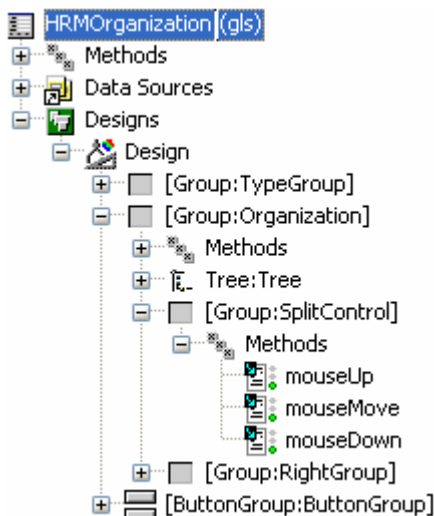 HRMOrganization (gls)
Methods
Data Sources
Designs
Design
[Group:TypeGroup]
[Group:Organization]
Methods
Tree:Tree
[Group:SplitControl]
Methods
mouseUp
mouseMove
mouseDown
[Group:RightGroup]
[ButtonGroup:ButtonGroup]